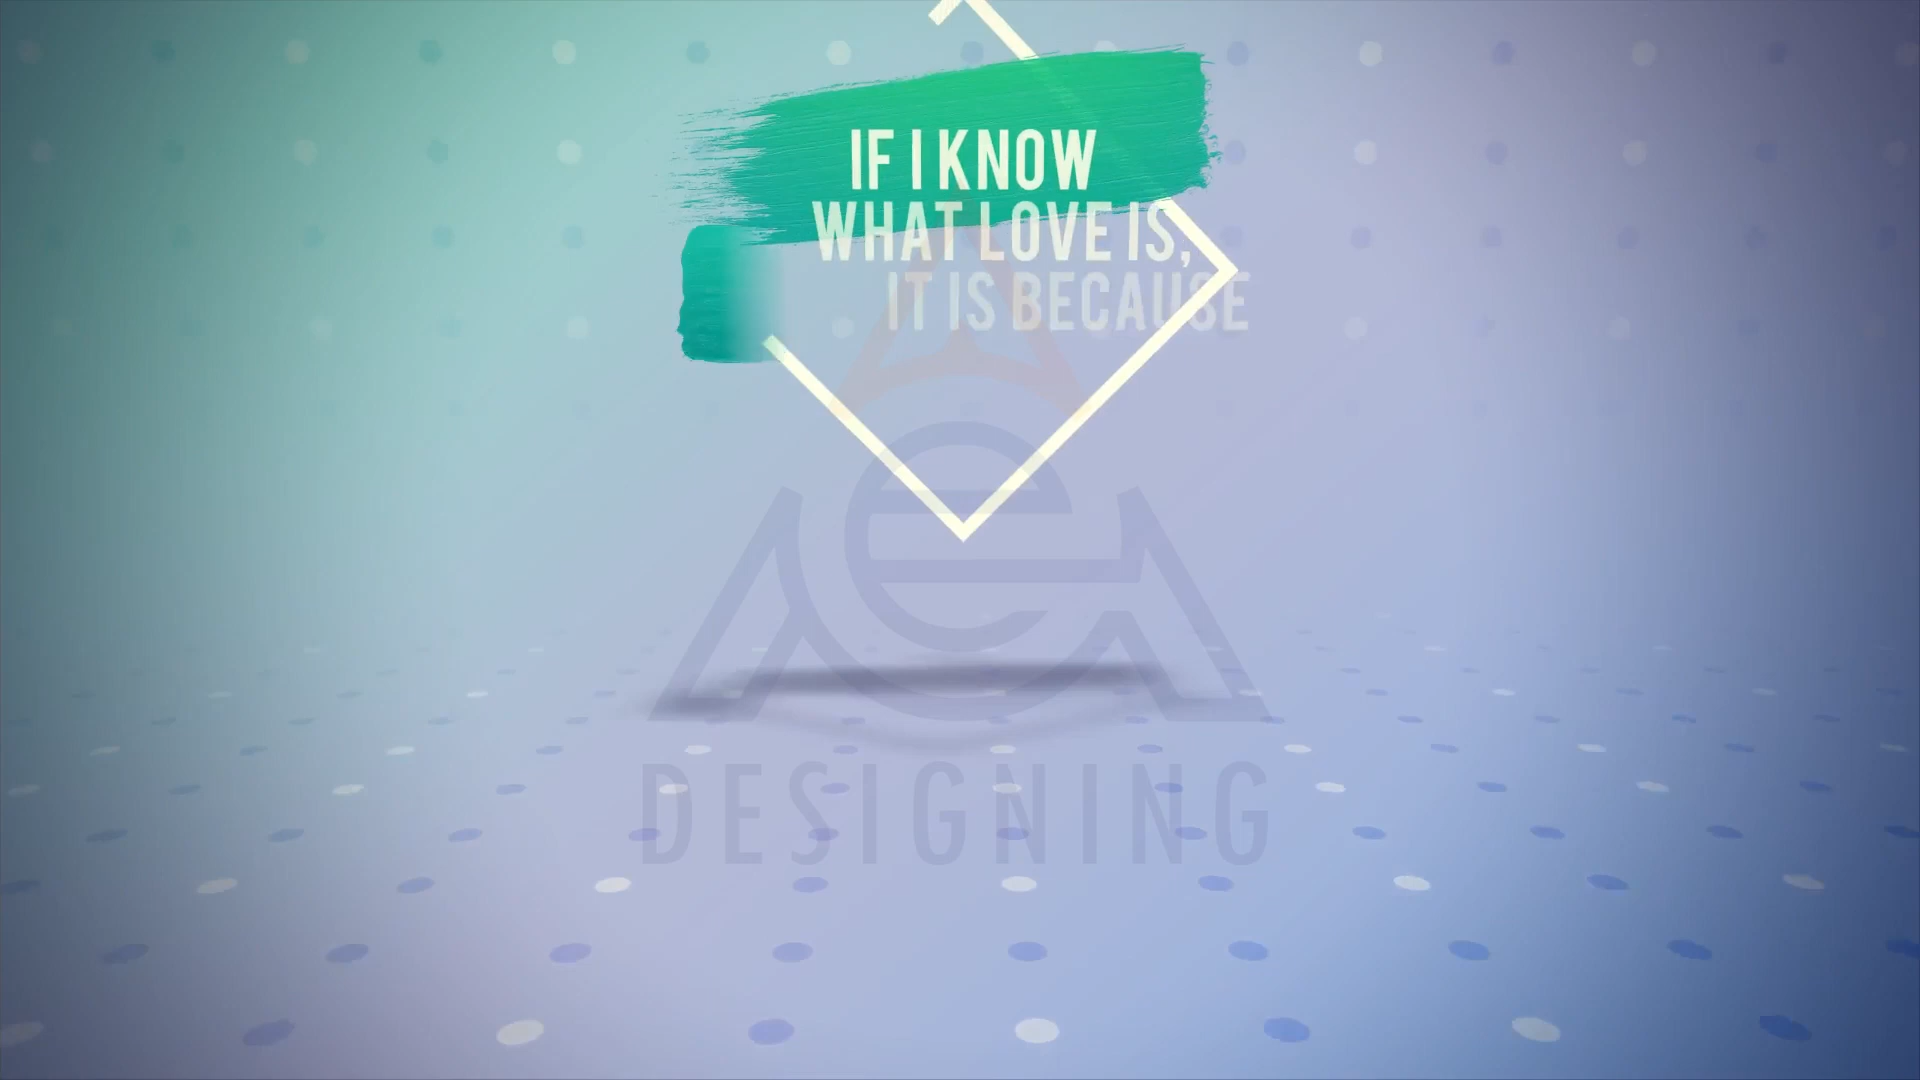 IF I KNOW
WHAT LOVE IS,
IT IS BECAUSE
DESIGNING